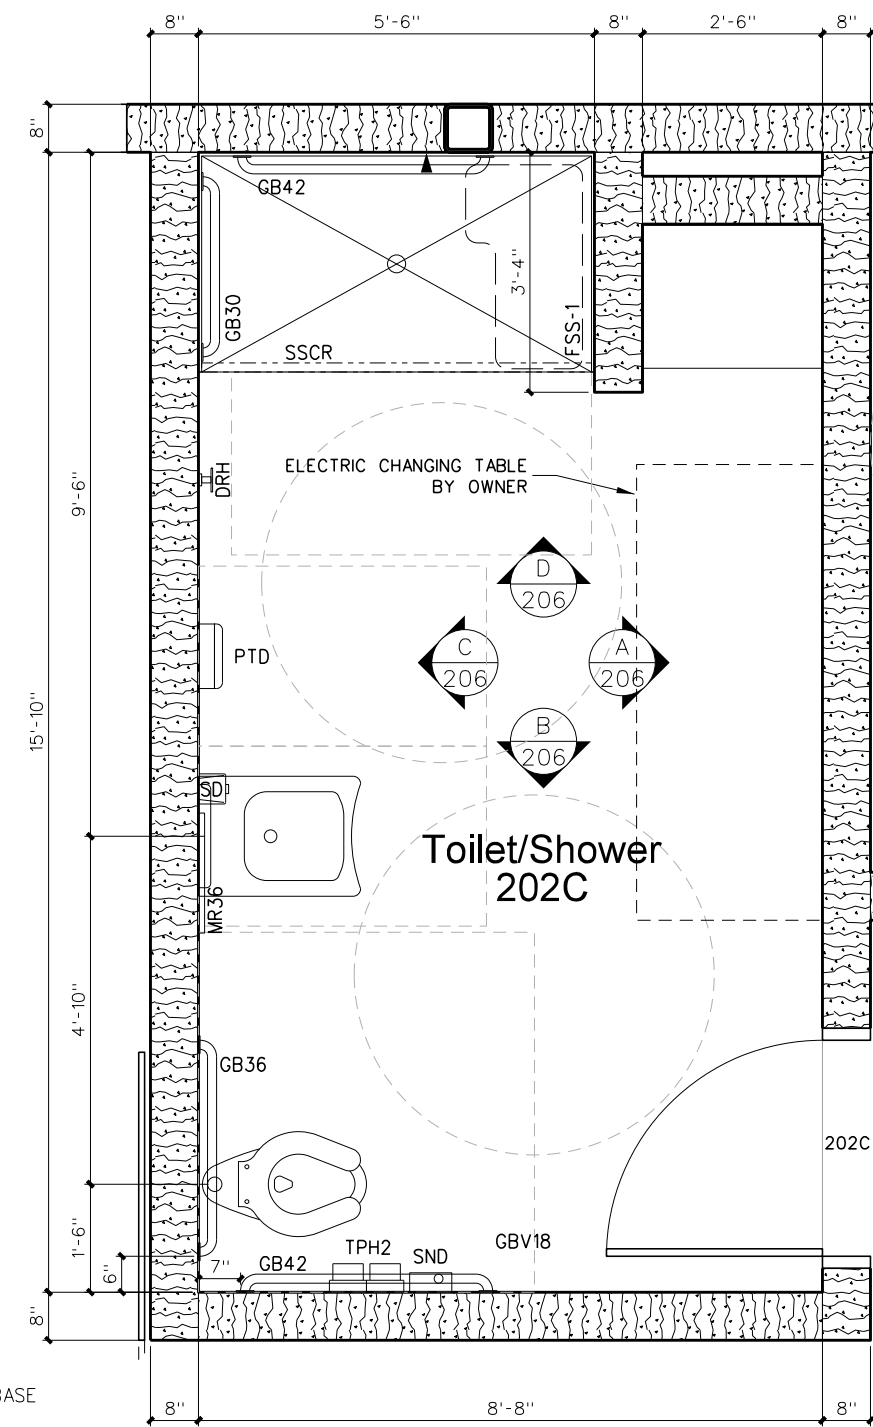 8"
5'-6"
8"
2'-6"
8"
8"
GB42
GB30
3'-4"
FSS-1
SSCR
9'-6"
DRH
ELECTRIC CHANGING TABLE
BY OWNER
D
206
C
206
A
206
B
206
PTD
15'-10"
SD
MR36
Toilet/Shower
202C
4'-10"
GB36
202C
1'-6"
6"
7"
GB42
TPH2
SND
GBV18
8"
BASE
8"
8'-8"
8"